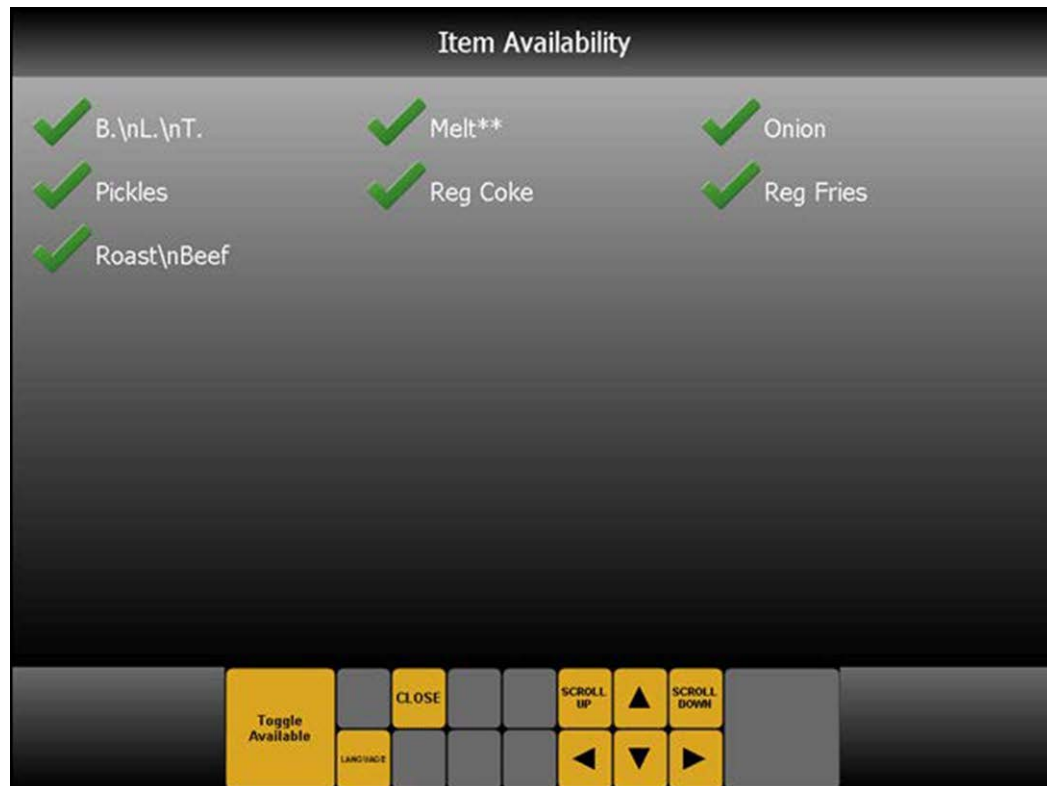 Item Availability
B.\nL.\nT.
Melt**
Onion
Pickles
Reg Coke
Reg Fries
Roast\nBeef
Toggle
Available
CLOSE
LANGUAGE
SCROLL
UP
SCROLL
DOWN